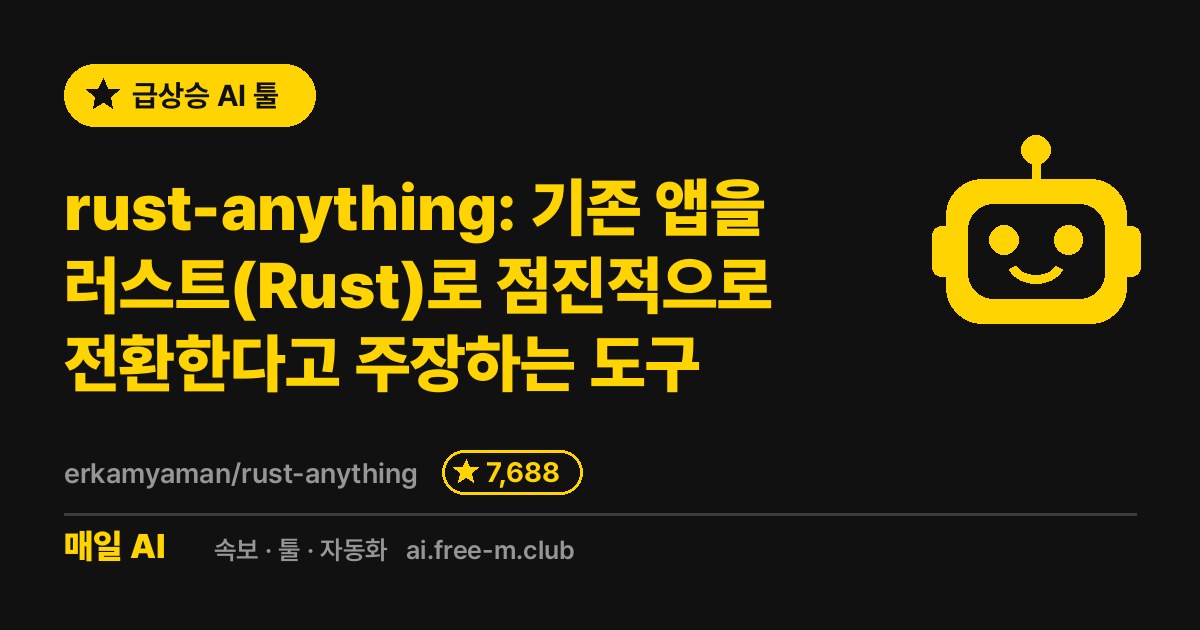 급상승 AI 툴
rust-anything: 기존 앱을
러스트(Rust)로 점진적으로
전환한다고 주장하는 도구
erkamyaman/rust-anything ★ 7,688
매일 AI 속보 · 툴 · 자동화 ai.free-m.club